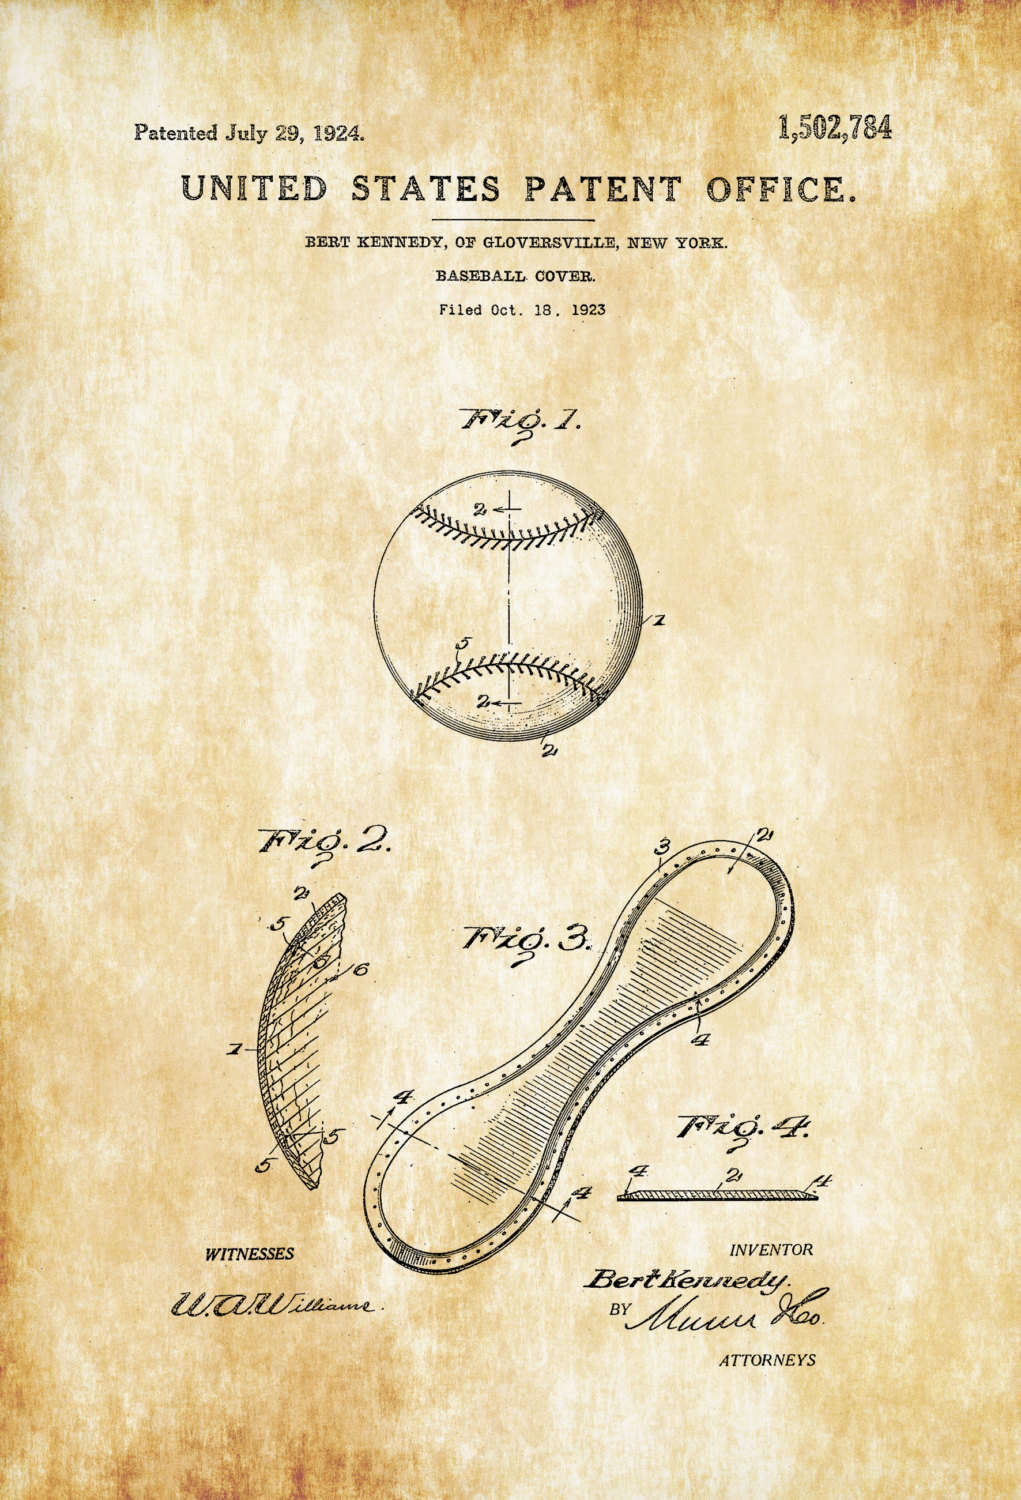 Patented July 29, 1924.
1,502,784
UNITED STATES PATENT OFFICE.
BERT KENNEDY, OF GLOVERSVILLE, NEW YORK.
BASEBALL COVER.
Filed Oct. 18, 1923
Fig. 1.
2
5
1
2
2
Fig. 2.
2
5
6
6
1
5
5
Fig. 3.
3
2
4
4
4
Fig. 4.
4
2
4
WITNESSES
W.A. Williams.
INVENTOR
Bert Kennedy.
BY Munn & Co.
ATTORNEYS